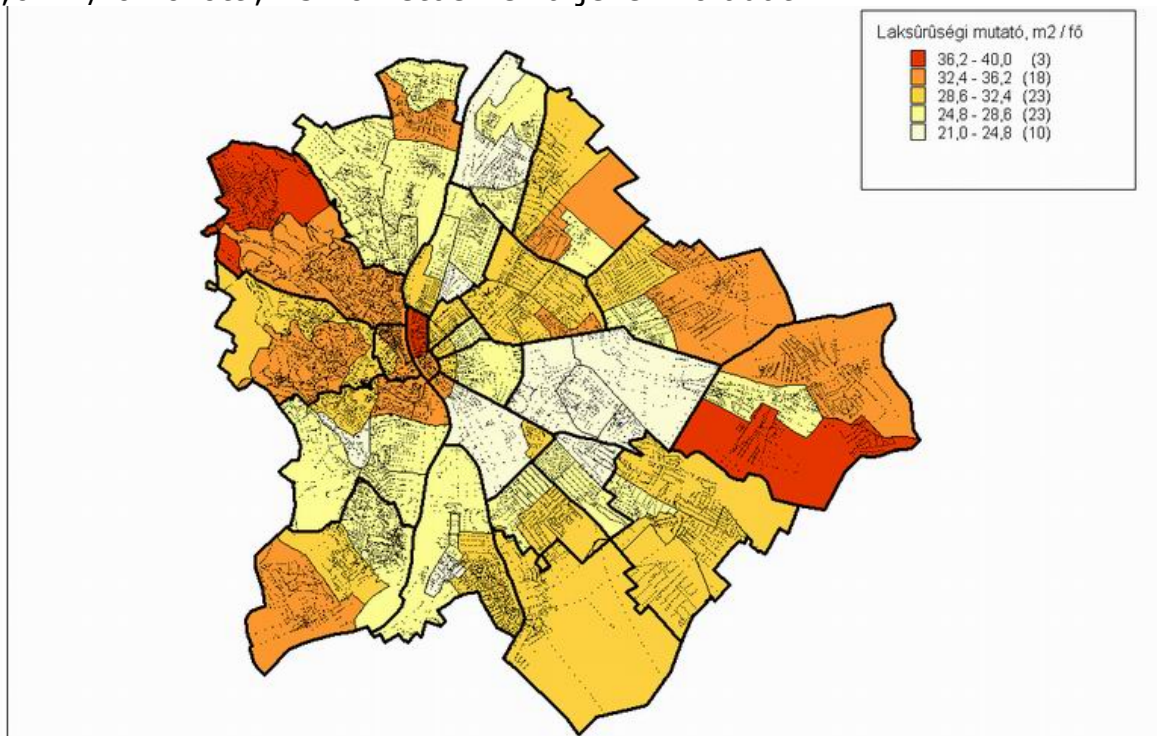 Laksûrûségi mutató, m2 / fő
36,2 - 40,0 (3)
32,4 - 36,2 (18)
28,6 - 32,4 (23)
24,8 - 28,6 (23)
21,0 - 24,8 (10)